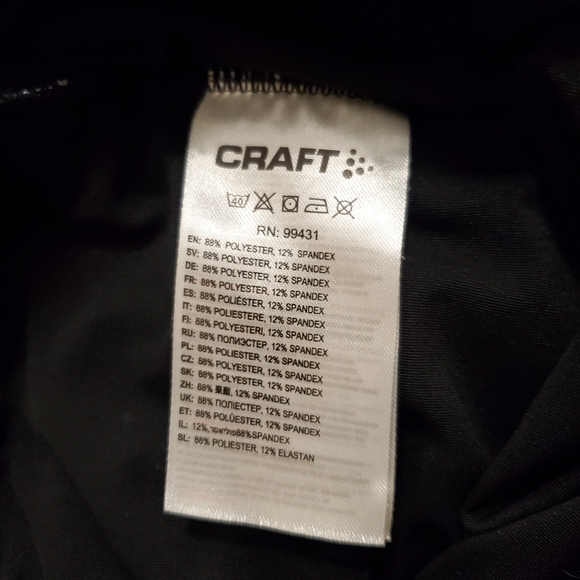 CRAFT
40
RN: 99431
EN: 88% POLYESTER, 12% SPANDEX
SV: 88% POLYESTER, 12% SPANDEX
DE: 88% POLYESTER, 12% SPANDEX
FR: 88% POLYESTER, 12% SPANDEX
ES: 88% POLIÉSTER, 12% SPANDEX
IT: 88% POLIESTERE, 12% SPANDEX
FI: 88% POLYESTERI, 12% SPANDEX
RU: 88% ПОЛИЭСТЕР, 12% SPANDEX
PL: 88% POLIESTER, 12% SPANDEX
CZ: 88% POLYESTER, 12% SPANDEX
SK: 88% POLYESTER, 12% SPANDEX
ZH: 88% 12% SPANDEX
UK: 88% ПОЛІЕСТЕР, 12% SPANDEX
ET: 88% POLÜESTER, 12% SPANDEX
IL: 12%, 88%SPANDEX
SL: 88% POLIESTER, 12% ELASTAN